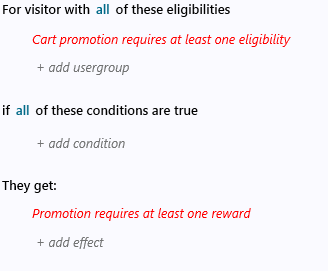 For visitor with all of these eligibilities
Cart promotion requires at least one eligibility
+ add usergroup
if all of these conditions are true
+ add condition
They get:
Promotion requires at least one reward
+ add effect